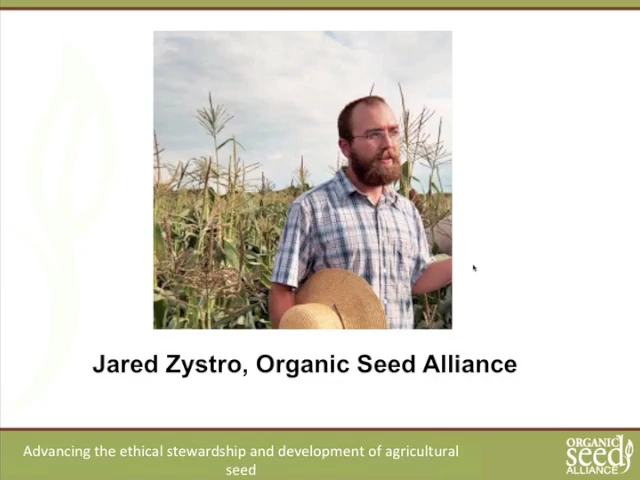 Jared Zystro, Organic Seed Alliance
Advancing the ethical stewardship and development of agricultural
seed
ORGANIC
seed
ALLIANCE